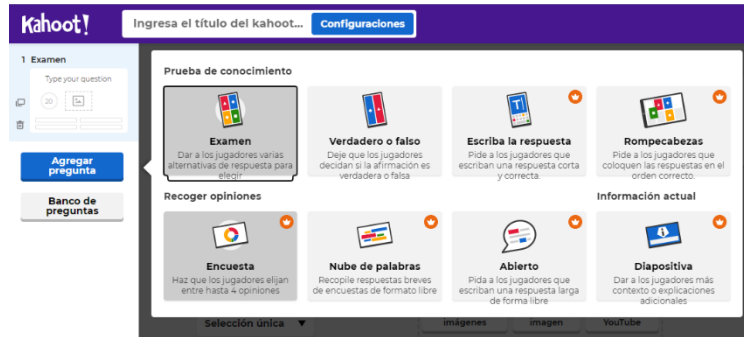 Kahoot!
Ingresa el título del kahoot...
Configuraciones
1 Examen
Type your question
20
Agregar
pregunta
Banco de
preguntas
Prueba de conocimiento
Examen
Dar a los jugadores varias
alternativas de respuesta para
elegir
Verdadero o falso
Deje que los jugadores
decidan si la afirmación es
verdadera o falsa
Escriba la respuesta
Pide a los jugadores que
escriban una respuesta corta
y correcta.
Rompecabezas
Pide a los jugadores que
coloquen las respuestas en el
orden correcto.
Recoger opiniones
Información actual
Encuesta
Haz que los jugadores elijan
entre hasta 4 opiniones
Nube de palabras
Recopile respuestas breves
de encuestas de formato libre
Abierto
Pida a los jugadores que
escriban una respuesta larga
de forma libre
Diapositiva
Dar a los jugadores más
contexto o explicaciones
adicionales
Selección única
imágenes
imagen
YouTube